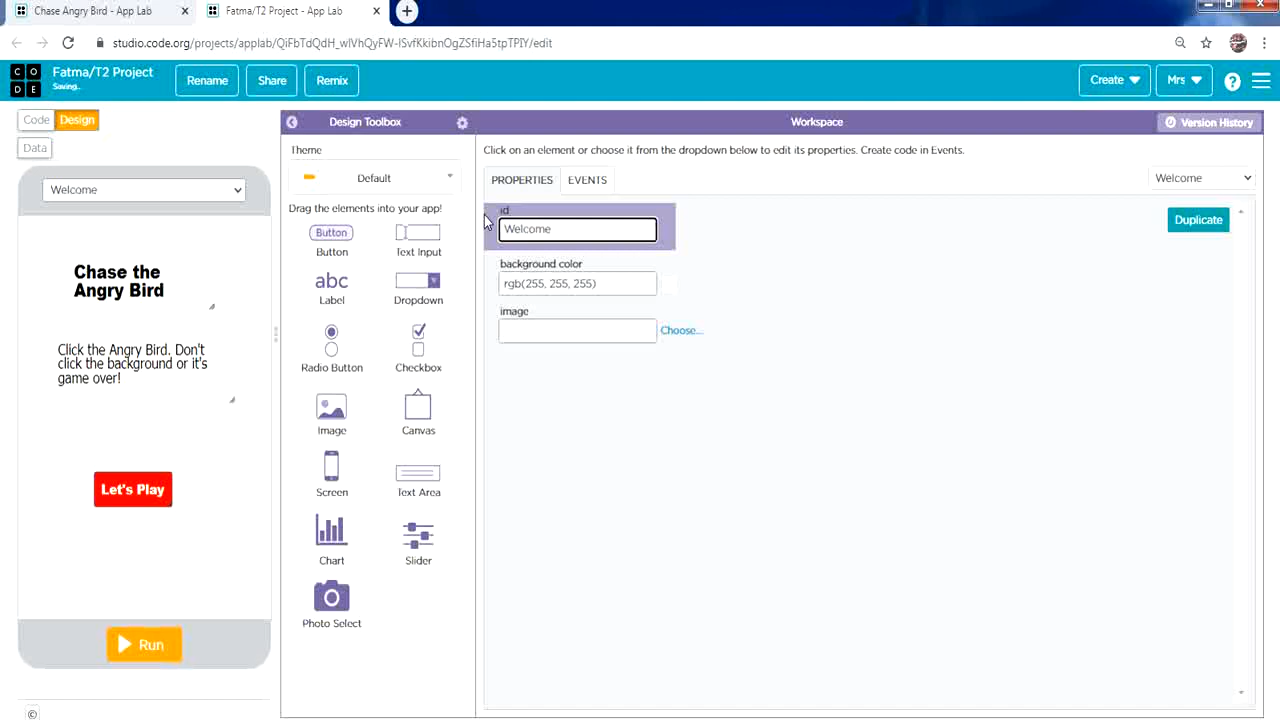 Chase Angry Bird - App Lab
Fatma/T2 Project - App Lab
studio.code.org/projects/applab/QiFbTdQdH_wlVhQyFW-lSvfKkibnOgZSfiHa5tpTPIY/edit
CO
DE
Fatma/T2 Project
Saving...
Rename
Share
Remix
Create
Mrs
?
Code
Design
Data
Welcome
Chase the
Angry Bird
Click the Angry Bird. Don't
click the background or it's
game over!
Let's Play
Run
©
Design Toolbox
Theme
Default
Drag the elements into your app!
Button
Button
Text Input
abc
Label
Dropdown
Radio Button
Checkbox
Image
Canvas
Screen
Text Area
Chart
Slider
Photo Select
Workspace
Version History
Click on an element or choose it from the dropdown below to edit its properties. Create code in Events.
PROPERTIES
EVENTS
Welcome
id
Welcome
Duplicate
background color
rgb(255, 255, 255)
image
Choose...